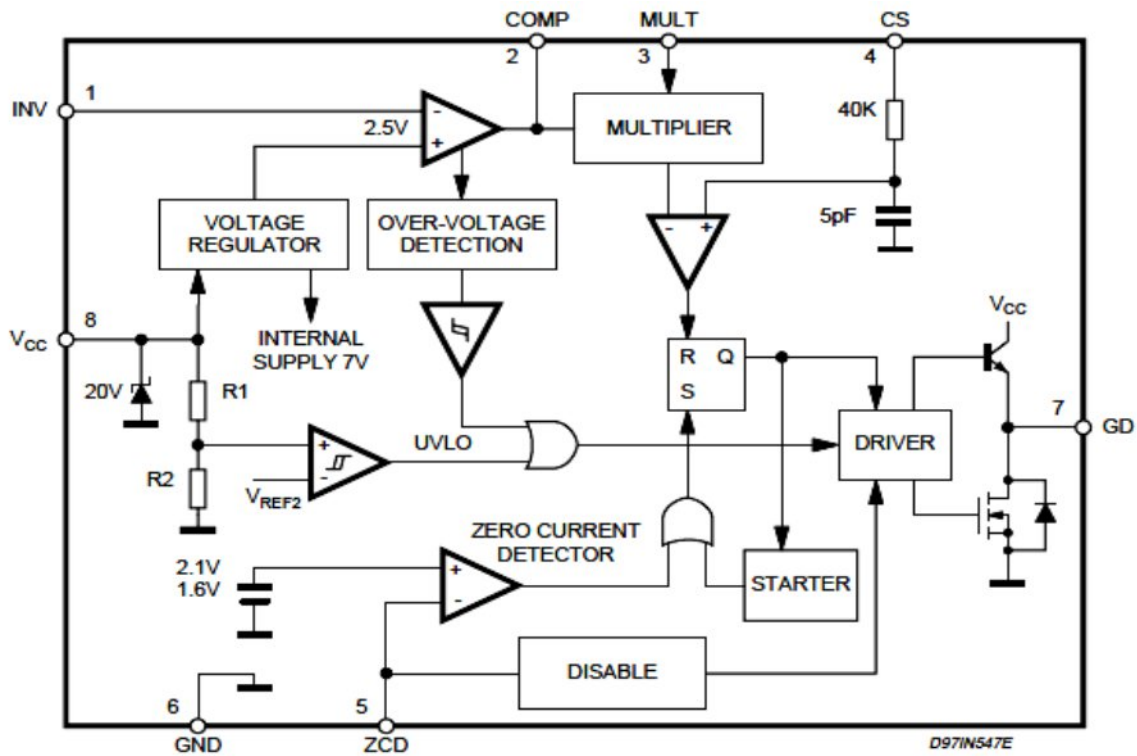 COMP
MULT
CS
2
3
4
INV
1
2.5V
-
+
MULTIPLIER
40K
5pF
VOLTAGE
REGULATOR
OVER-VOLTAGE
DETECTION
-
+
VCC
8
INTERNAL
SUPPLY 7V
R Q
S
VCC
20V
R1
R2
+
-
VREF2
UVLO
DRIVER
7
GD
ZERO CURRENT
DETECTOR
2.1V
1.6V
+
-
STARTER
DISABLE
6
GND
5
ZCD
D97IN547E